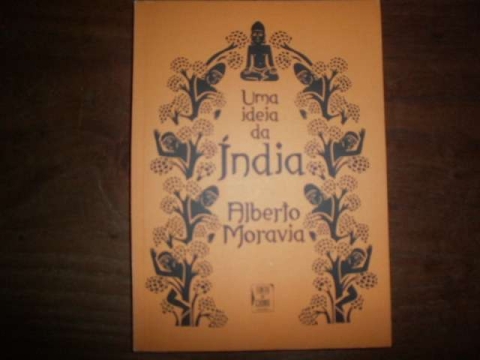 Uma
ideia
da
Índia
Alberto
Moravia